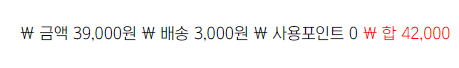 ₩ 금액 39,000원 ₩ 배송 3,000원 ₩ 사용포인트 0 ₩ 합 42,000